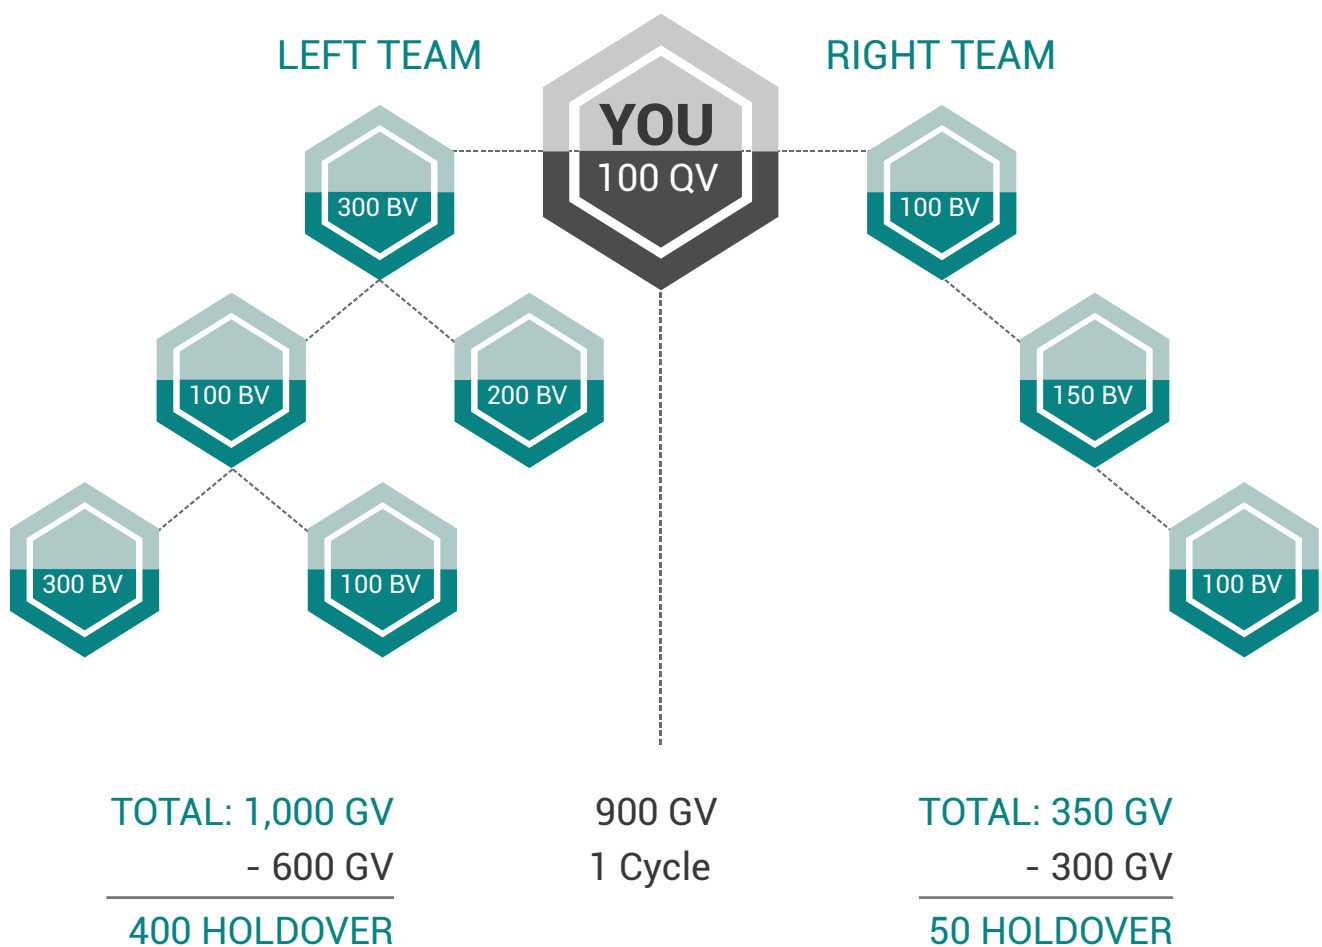 LEFT TEAM
RIGHT TEAM
YOU
100 QV
300 BV
100 BV
100 BV
200 BV
150 BV
300 BV
100 BV
100 BV
TOTAL: 1,000 GV
- 600 GV
400 HOLDOVER
900 GV
1 Cycle
TOTAL: 350 GV
- 300 GV
50 HOLDOVER